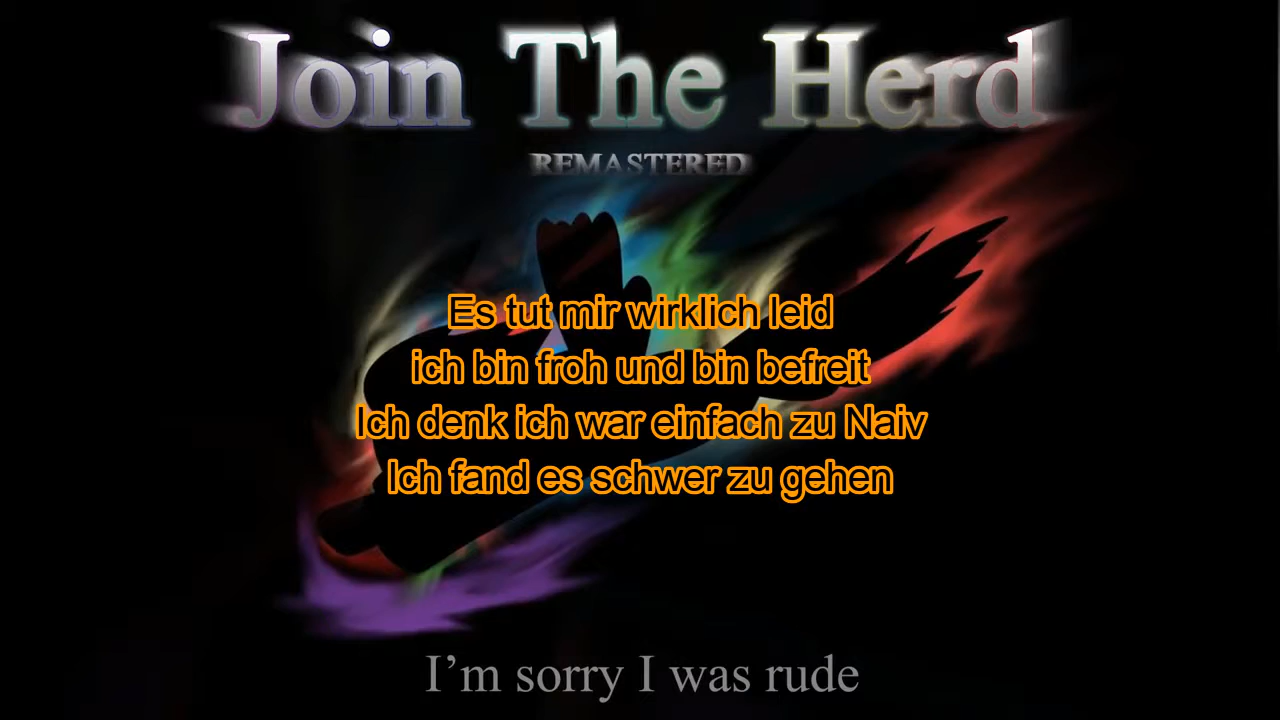 Join The Herd
REMASTERED
Es tut mir wirklich leid
ich bin froh und bin befreit
Ich denk ich war einfach zu Naiv
Ich fand es schwer zu gehen
I'm sorry I was rude